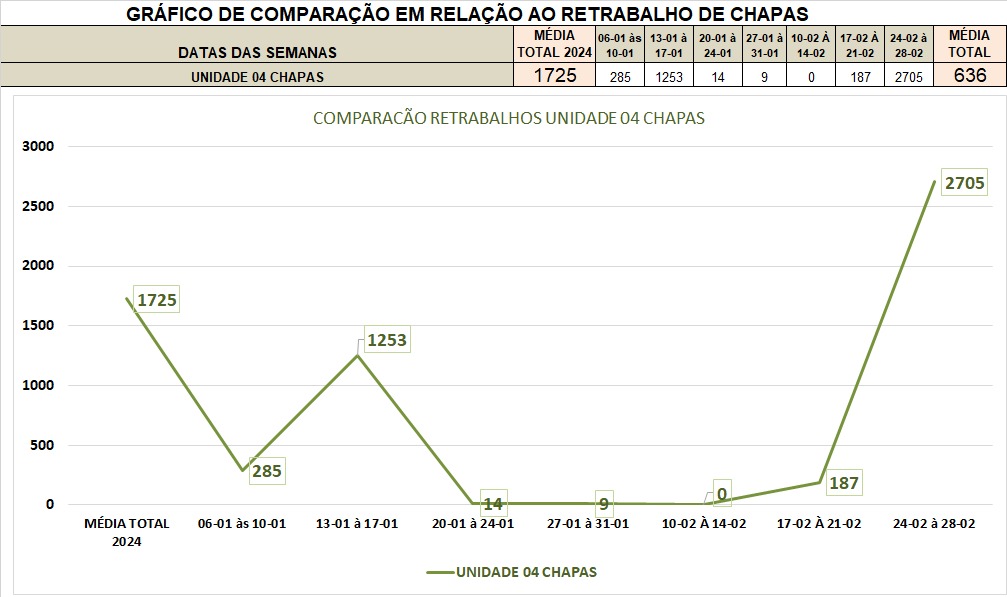 GRÁFICO DE COMPARAÇÃO EM RELAÇÃO AO RETRABALHO DE CHAPAS
DATAS DAS SEMANAS
MÉDIA
TOTAL 2024
06-01 às
10-01
13-01 à
17-01
20-01 à
24-01
27-01 à
31-01
10-02 À
14-02
17-02 À
21-02
24-02 à
28-02
MÉDIA
TOTAL
UNIDADE 04 CHAPAS 1725 285 1253 14 9 0 187 2705 636
COMPARACÃO RETRABALHOS UNIDADE 04 CHAPAS
3000
2500
2000
1500
1000
500
0
1725
285
1253
14
9
0
187
2705
MÉDIA TOTAL
2024
06-01 às 10-01
13-01 à 17-01
20-01 à 24-01
27-01 à 31-01
10-02 À 14-02
17-02 À 21-02
24-02 à 28-02
UNIDADE 04 CHAPAS